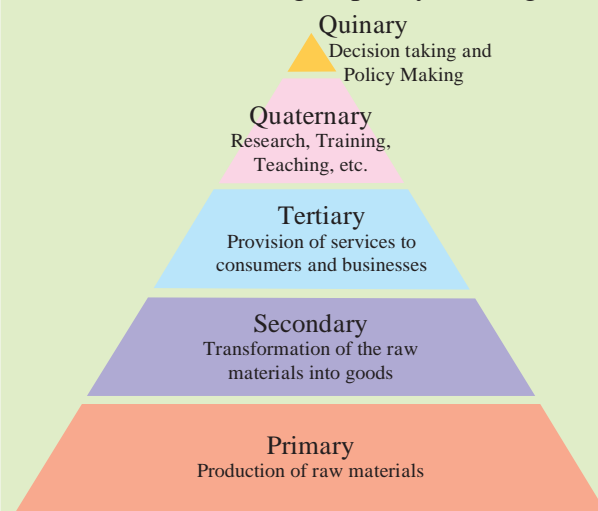 Quinary
Decision taking and
Policy Making
Quaternary
Research, Training,
Teaching, etc.
Tertiary
Provision of services to
consumers and businesses
Secondary
Transformation of the raw
materials into goods
Primary
Production of raw materials